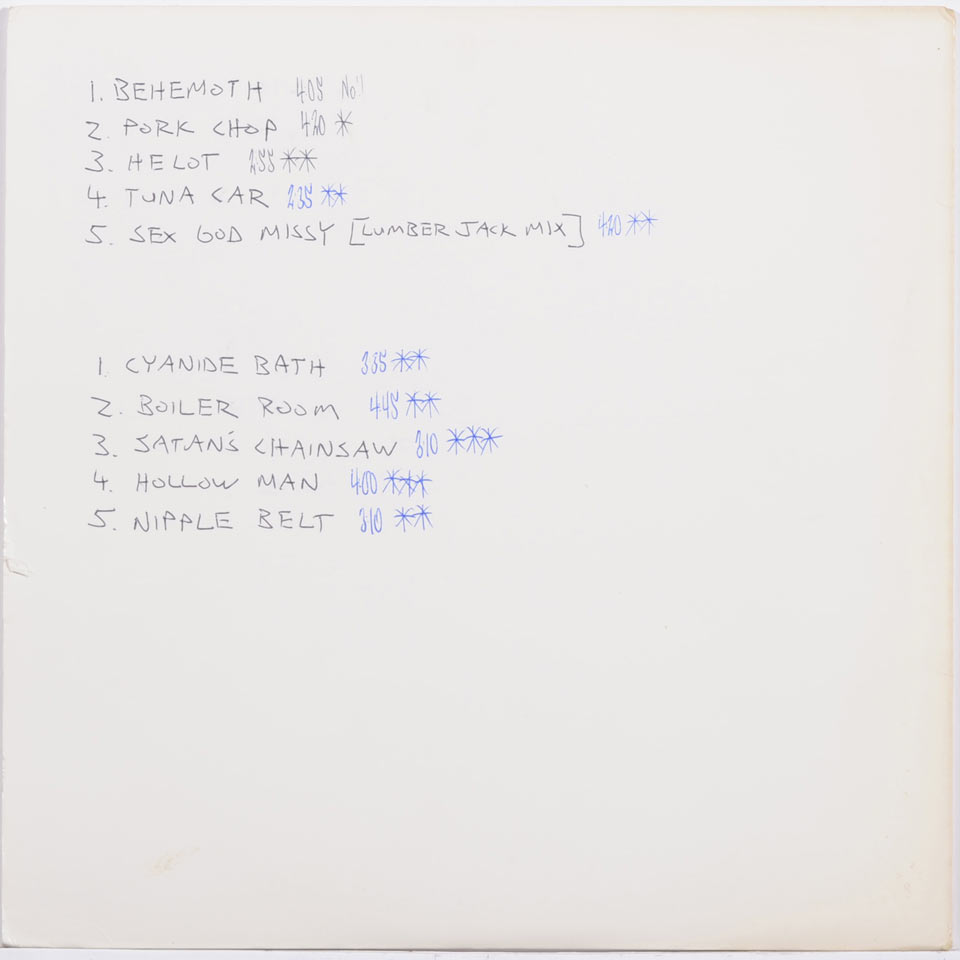 1. BEHEMOTH 405 No!!
2. PORK CHOP 420 *
3. HELOT 255 **
4. TUNA CAR 235 **
5. SEX GOD MISSY [LUMBER JACK MIX] 420 **
1. CYANIDE BATH 335 **
2. BOILER ROOM 445 **
3. SATAN'S CHAINSAW 310 ***
4. HOLLOW MAN 400 ***
5. NIPPLE BELT 310 **